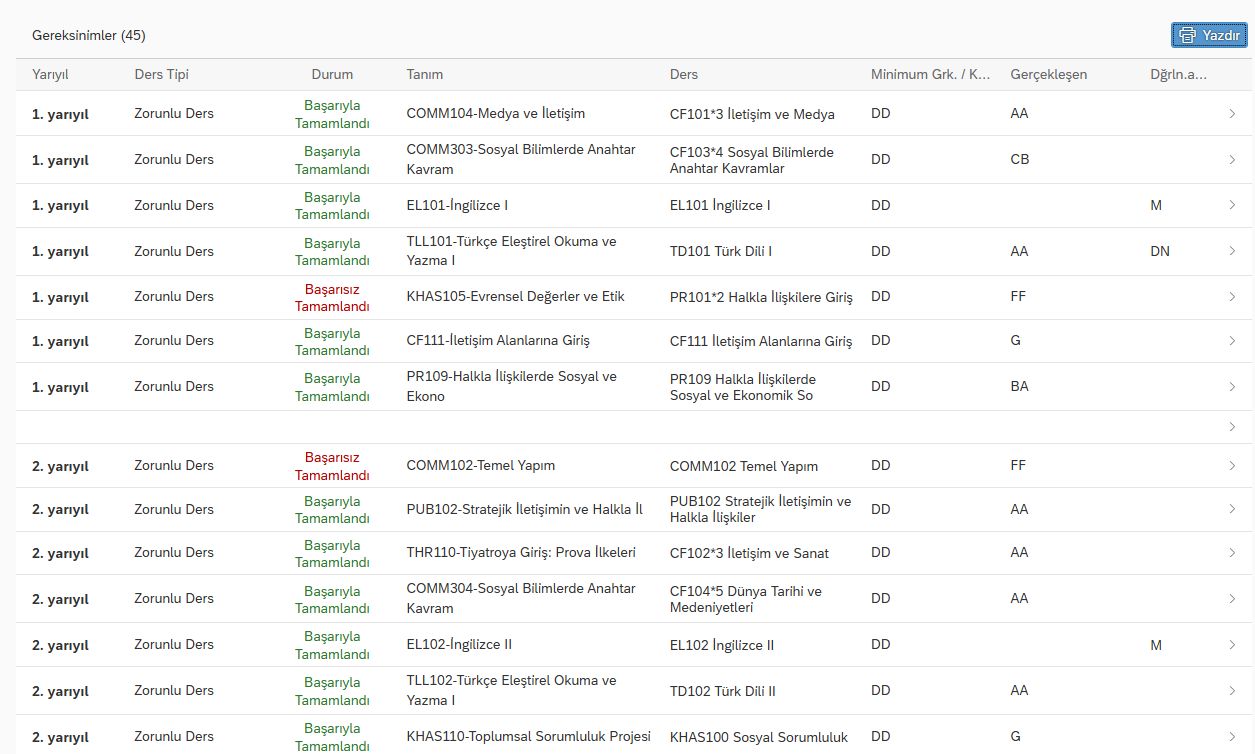 Gereksinimler (45)
Yazdır
Yarıyıl Ders Tipi Durum Tanım Ders Minimum Grk. / K... Gerçekleşen Dğrln.a...
1. yarıyıl Zorunlu Ders Başarıyla Tamamlandı COMM104-Medya ve İletişim CF101*3 İletişim ve Medya DD AA
1. yarıyıl Zorunlu Ders Başarıyla Tamamlandı COMM303-Sosyal Bilimlerde Anahtar Kavram CF103*4 Sosyal Bilimlerde Anahtar Kavramlar DD CB
1. yarıyıl Zorunlu Ders Başarıyla Tamamlandı EL101-İngilizce I EL101 İngilizce I DD M
1. yarıyıl Zorunlu Ders Başarıyla Tamamlandı TLL101-Türkçe Eleştirel Okuma ve Yazma I TD101 Türk Dili I DD AA DN
1. yarıyıl Zorunlu Ders Başarısız Tamamlandı KHAS105-Evrensel Değerler ve Etik PR101*2 Halkla İlişkilere Giriş DD FF
1. yarıyıl Zorunlu Ders Başarıyla Tamamlandı CF111-İletişim Alanlarına Giriş CF111 İletişim Alanlarına Giriş DD G
1. yarıyıl Zorunlu Ders Başarıyla Tamamlandı PR109-Halkla İlişkilerde Sosyal ve Ekono PR109 Halkla İlişkilerde Sosyal ve Ekonomik So DD BA
2. yarıyıl Zorunlu Ders Başarısız Tamamlandı COMM102-Temel Yapım COMM102 Temel Yapım DD FF
2. yarıyıl Zorunlu Ders Başarıyla Tamamlandı PUB102-Stratejik İletişimin ve Halkla İl PUB102 Stratejik İletişimin ve Halkla İlişkiler DD AA
2. yarıyıl Zorunlu Ders Başarıyla Tamamlandı THR110-Tiyatroya Giriş: Prova İlkeleri CF102*3 İletişim ve Sanat DD AA
2. yarıyıl Zorunlu Ders Başarıyla Tamamlandı COMM304-Sosyal Bilimlerde Anahtar Kavram CF104*5 Dünya Tarihi ve Medeniyetleri DD AA
2. yarıyıl Zorunlu Ders Başarıyla Tamamlandı EL102-İngilizce II EL102 İngilizce II DD M
2. yarıyıl Zorunlu Ders Başarıyla Tamamlandı TLL102-Türkçe Eleştirel Okuma ve Yazma I TD102 Türk Dili II DD AA
2. yarıyıl Zorunlu Ders Başarıyla Tamamlandı KHAS110-Toplumsal Sorumluluk Projesi KHAS100 Sosyal Sorumluluk DD G